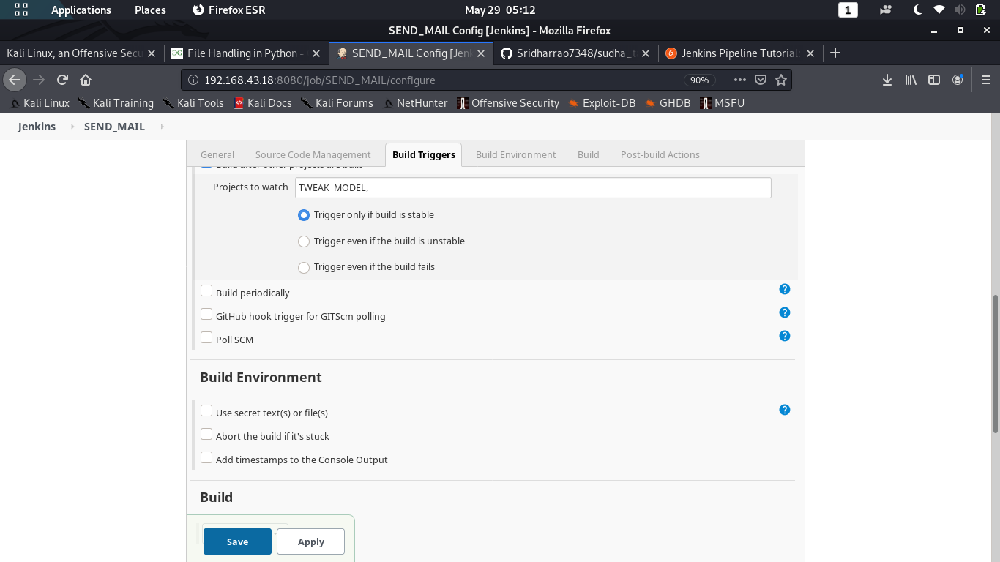 Applications Places Firefox ESR May 29 05:12 1
SEND_MAIL Config [Jenkins] - Mozilla Firefox
Kali Linux, an Offensive Secu File Handling in Python - SEND_MAIL Config [Jen Sridharrao7348/sudha_t Jenkins Pipeline Tutorial:
192.168.43.18:8080/job/SEND_MAIL/configure 90%
Kali Linux Kali Training Kali Tools Kali Docs Kali Forums NetHunter Offensive Security Exploit-DB GHDB MSFU
Jenkins SEND_MAIL
General Source Code Management Build Triggers Build Environment Build Post-build Actions
Build after other projects are built
Projects to watch TWEAK_MODEL,
Trigger only if build is stable
Trigger even if the build is unstable
Trigger even if the build fails
Build periodically
GitHub hook trigger for GITScm polling
Poll SCM
Build Environment
Use secret text(s) or file(s)
Abort the build if it's stuck
Add timestamps to the Console Output
Build
Save Apply